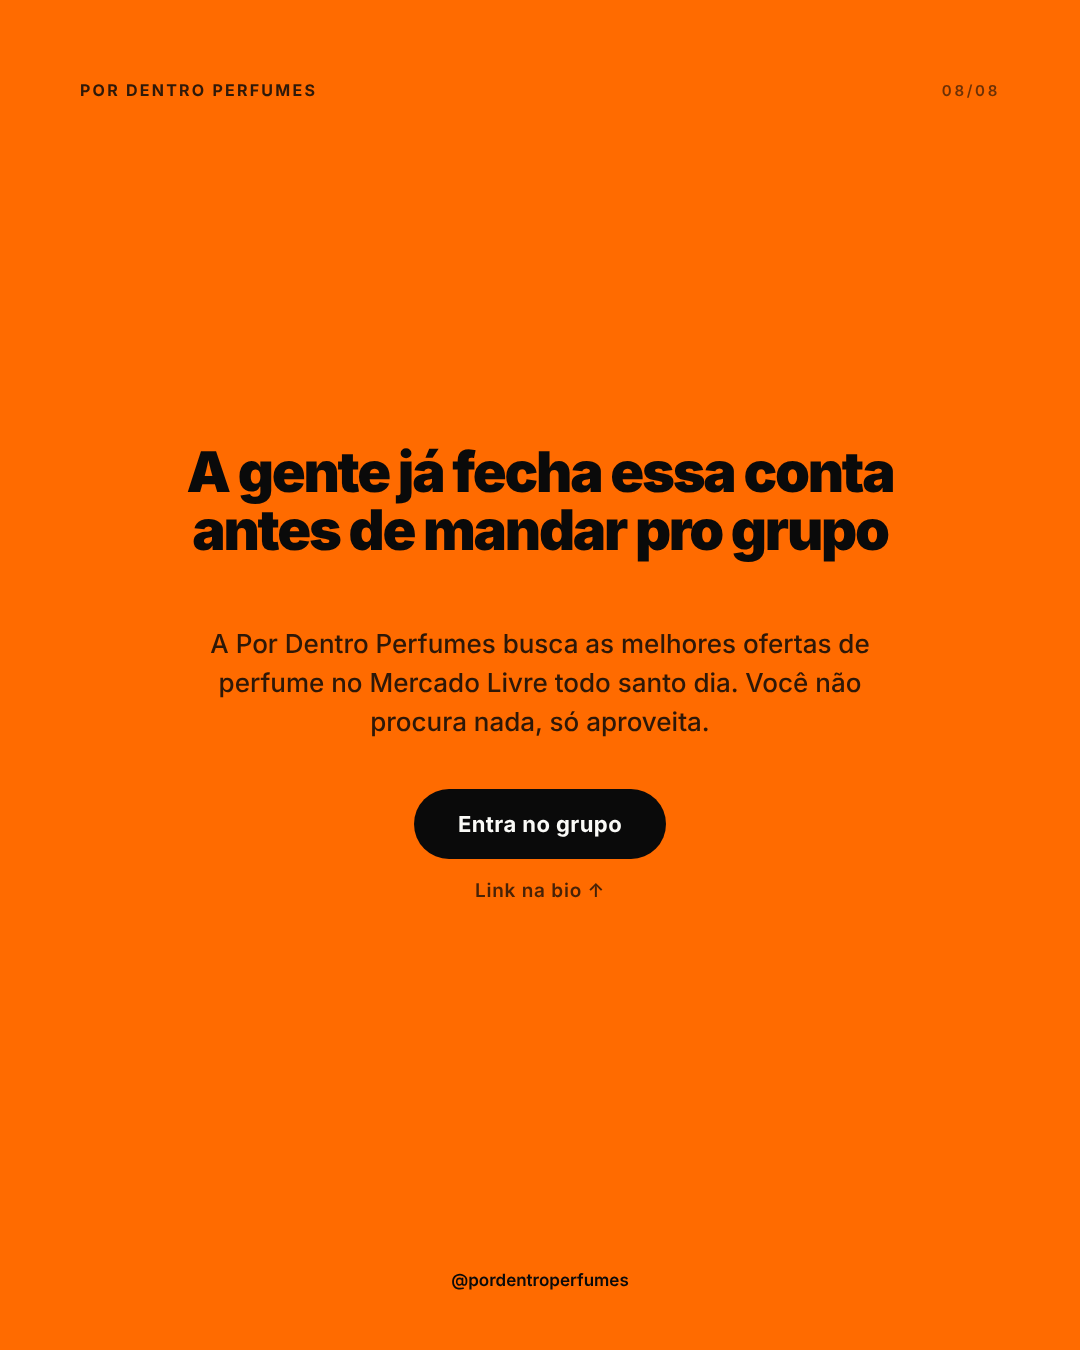 POR DENTRO PERFUMES
08/08
A gente já fecha essa conta
antes de mandar pro grupo
A Por Dentro Perfumes busca as melhores ofertas de
perfume no Mercado Livre todo santo dia. Você não
procura nada, só aproveita.
Entra no grupo
Link na bio ↑
@pordentroperfumes